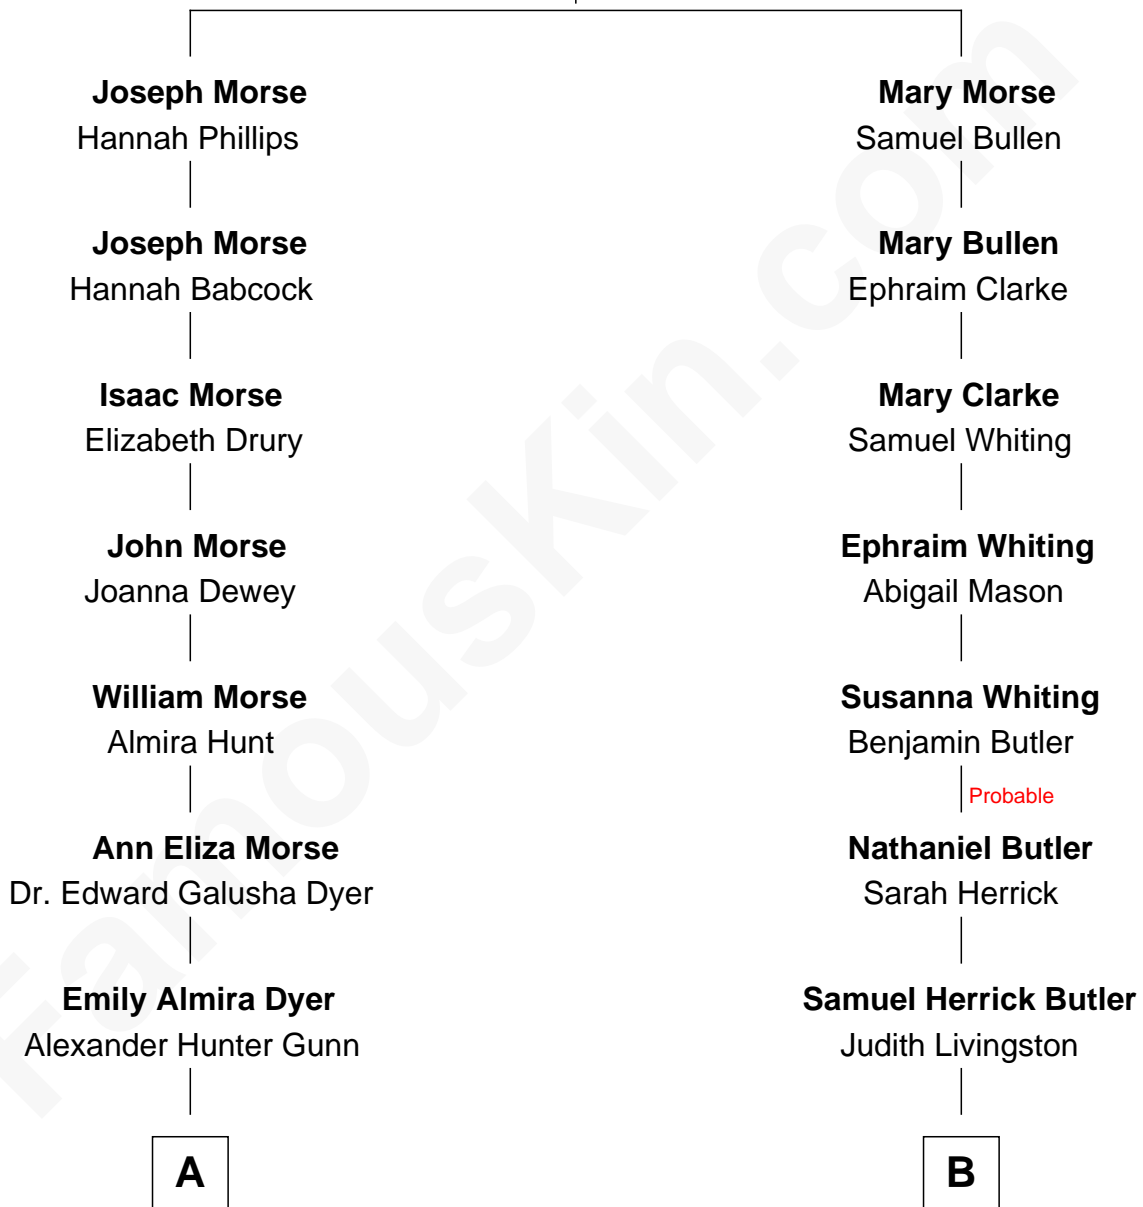 Joseph Morse
Hannah Phillips
Mary Morse
Samuel Bullen
Joseph Morse
Hannah Babcock
Mary Bullen
Ephraim Clarke
Isaac Morse
Elizabeth Drury
Mary Clarke
Samuel Whiting
John Morse
Joanna Dewey
Ephraim Whiting
Abigail Mason
William Morse
Almira Hunt
Susanna Whiting
Benjamin Butler
Probable
Ann Eliza Morse
Dr. Edward Galusha Dyer
Nathaniel Butler
Sarah Herrick
Emily Almira Dyer
Alexander Hunter Gunn
Samuel Herrick Butler
Judith Livingston
A
B
FamousKin.com